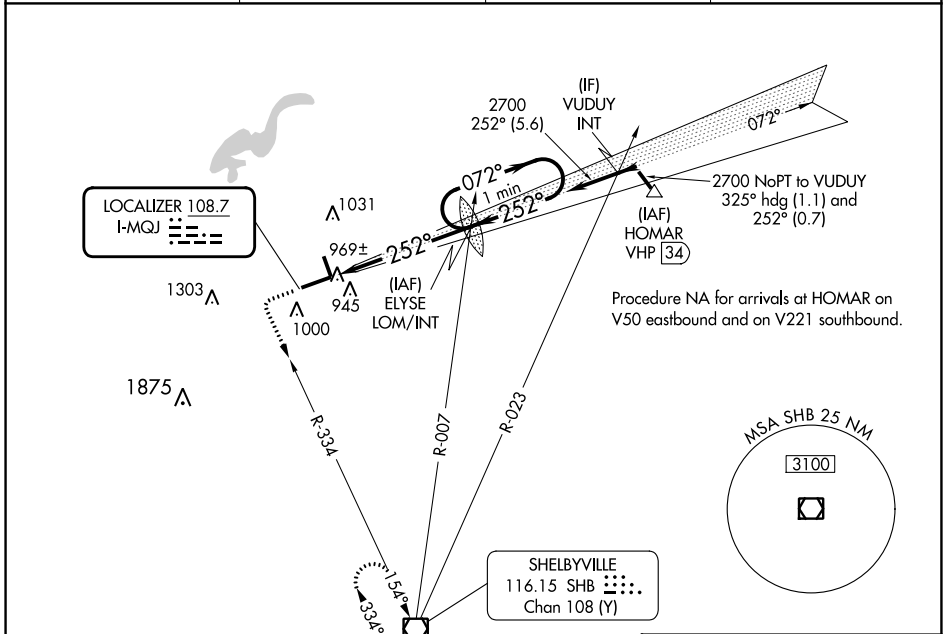 (IF)
VUDUY
INT
2700
252° (5.6)
072°
072°
1 min
252°
2700 NoPT to VUDUY
325° hdg (1.1) and
252° (0.7)
(IAF)
HOMAR
VHP 34
LOCALIZER 108.7
I-MQJ
1031
969±
252°
(IAF)
ELYSE
LOM/INT
945
1303
1000
Procedure NA for arrivals at HOMAR on
V50 eastbound and on V221 southbound.
1875
R-334
R-007
R-023
MSA SHB 25 NM
3100
SHELBYVILLE
116.15 SHB
Chan 108 (Y)
154°
334°